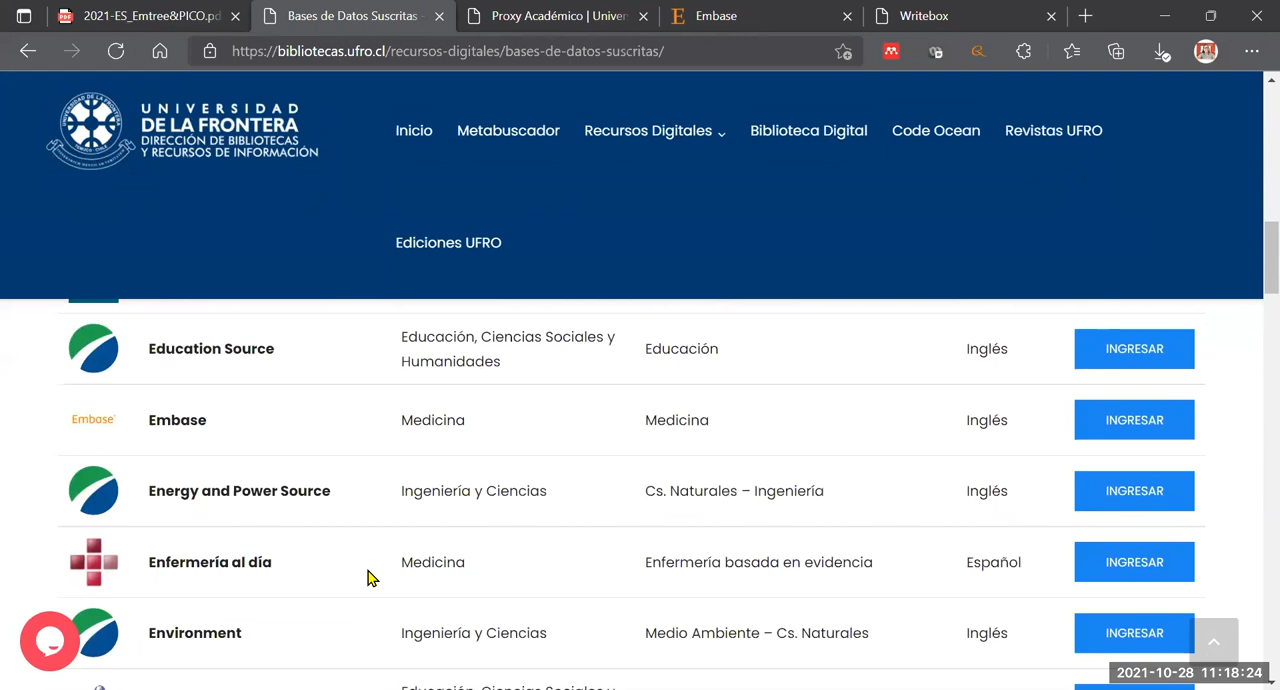 2021-ES_Emtree&PICO.pd
Bases de Datos Suscritas -
Proxy Académico | Univer
Embase
Writebox
https://bibliotecas.ufro.cl/recursos-digitales/bases-de-datos-suscritas/
UNIVERSIDAD
DE LA FRONTERA
DIRECCIÓN DE BIBLIOTECAS
Y RECURSOS DE INFORMACIÓN
Inicio
Metabuscador
Recursos Digitales
Biblioteca Digital
Code Ocean
Revistas UFRO
Ediciones UFRO
Education Source
Educación, Ciencias Sociales y
Humanidades
Educación
Inglés
INGRESAR
Embase
Embase
Medicina
Medicina
Inglés
INGRESAR
Energy and Power Source
Ingeniería y Ciencias
Cs. Naturales – Ingeniería
Inglés
INGRESAR
Enfermería al día
Medicina
Enfermería basada en evidencia
Español
INGRESAR
Environment
Ingeniería y Ciencias
Medio Ambiente – Cs. Naturales
Inglés
INGRESAR
2021-10-28 11:18:24
Educación, Ciencias Sociales y